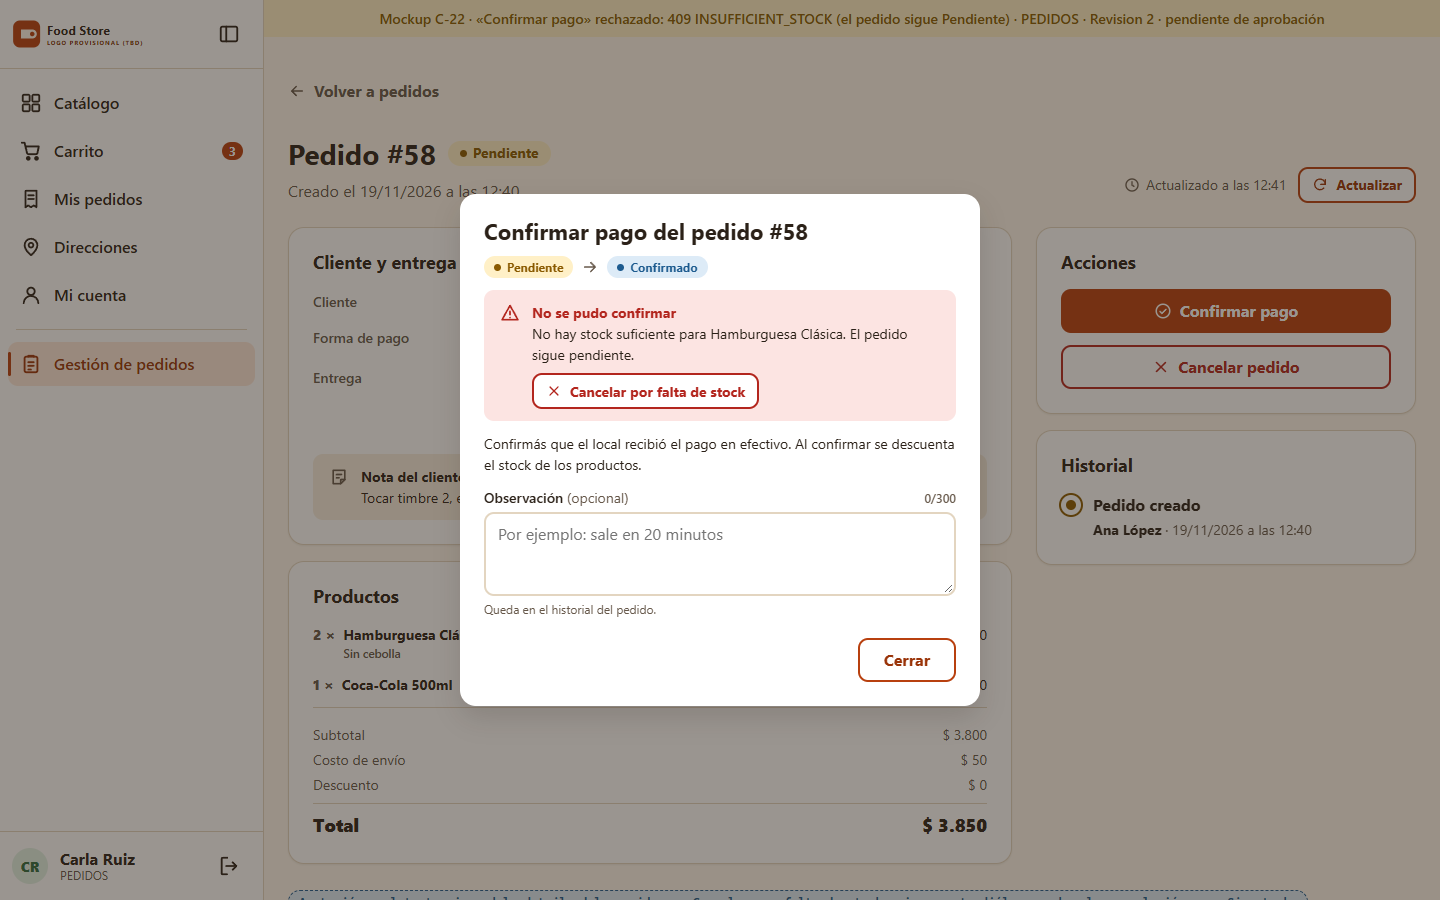 Food Store
LOGO PROVISIONAL (TBD)
Catálogo
Carrito
3
Mis pedidos
Direcciones
Mi cuenta
Gestión de pedidos
CR
Carla Ruiz
PEDIDOS
Mockup C-22 · «Confirmar pago» rechazado: 409 INSUFFICIENT_STOCK (el pedido sigue Pendiente) · PEDIDOS · Revision 2 · pendiente de aprobación
Volver a pedidos
Pedido #58
Pendiente
Creado el 19/11/2026 a las 12:40
Actualizado a las 12:41
Actualizar
Cliente y entrega
Cliente
Forma de pago
Entrega
Nota del cliente
Tocar timbre 2,
Productos
2 × Hamburguesa Clá
Sin cebolla
1 × Coca-Cola 500ml
Subtotal
$ 3.800
Costo de envío
$ 50
Descuento
$ 0
Total
$ 3.850
Confirmar pago del pedido #58
Pendiente
Confirmado
No se pudo confirmar
No hay stock suficiente para Hamburguesa Clásica. El pedido
sigue pendiente.
Cancelar por falta de stock
Confirmás que el local recibió el pago en efectivo. Al confirmar se descuenta
el stock de los productos.
Observación (opcional)
0/300
Por ejemplo: sale en 20 minutos
Queda en el historial del pedido.
Cerrar
Acciones
Confirmar pago
Cancelar pedido
Historial
Pedido creado
Ana López · 19/11/2026 a las 12:40